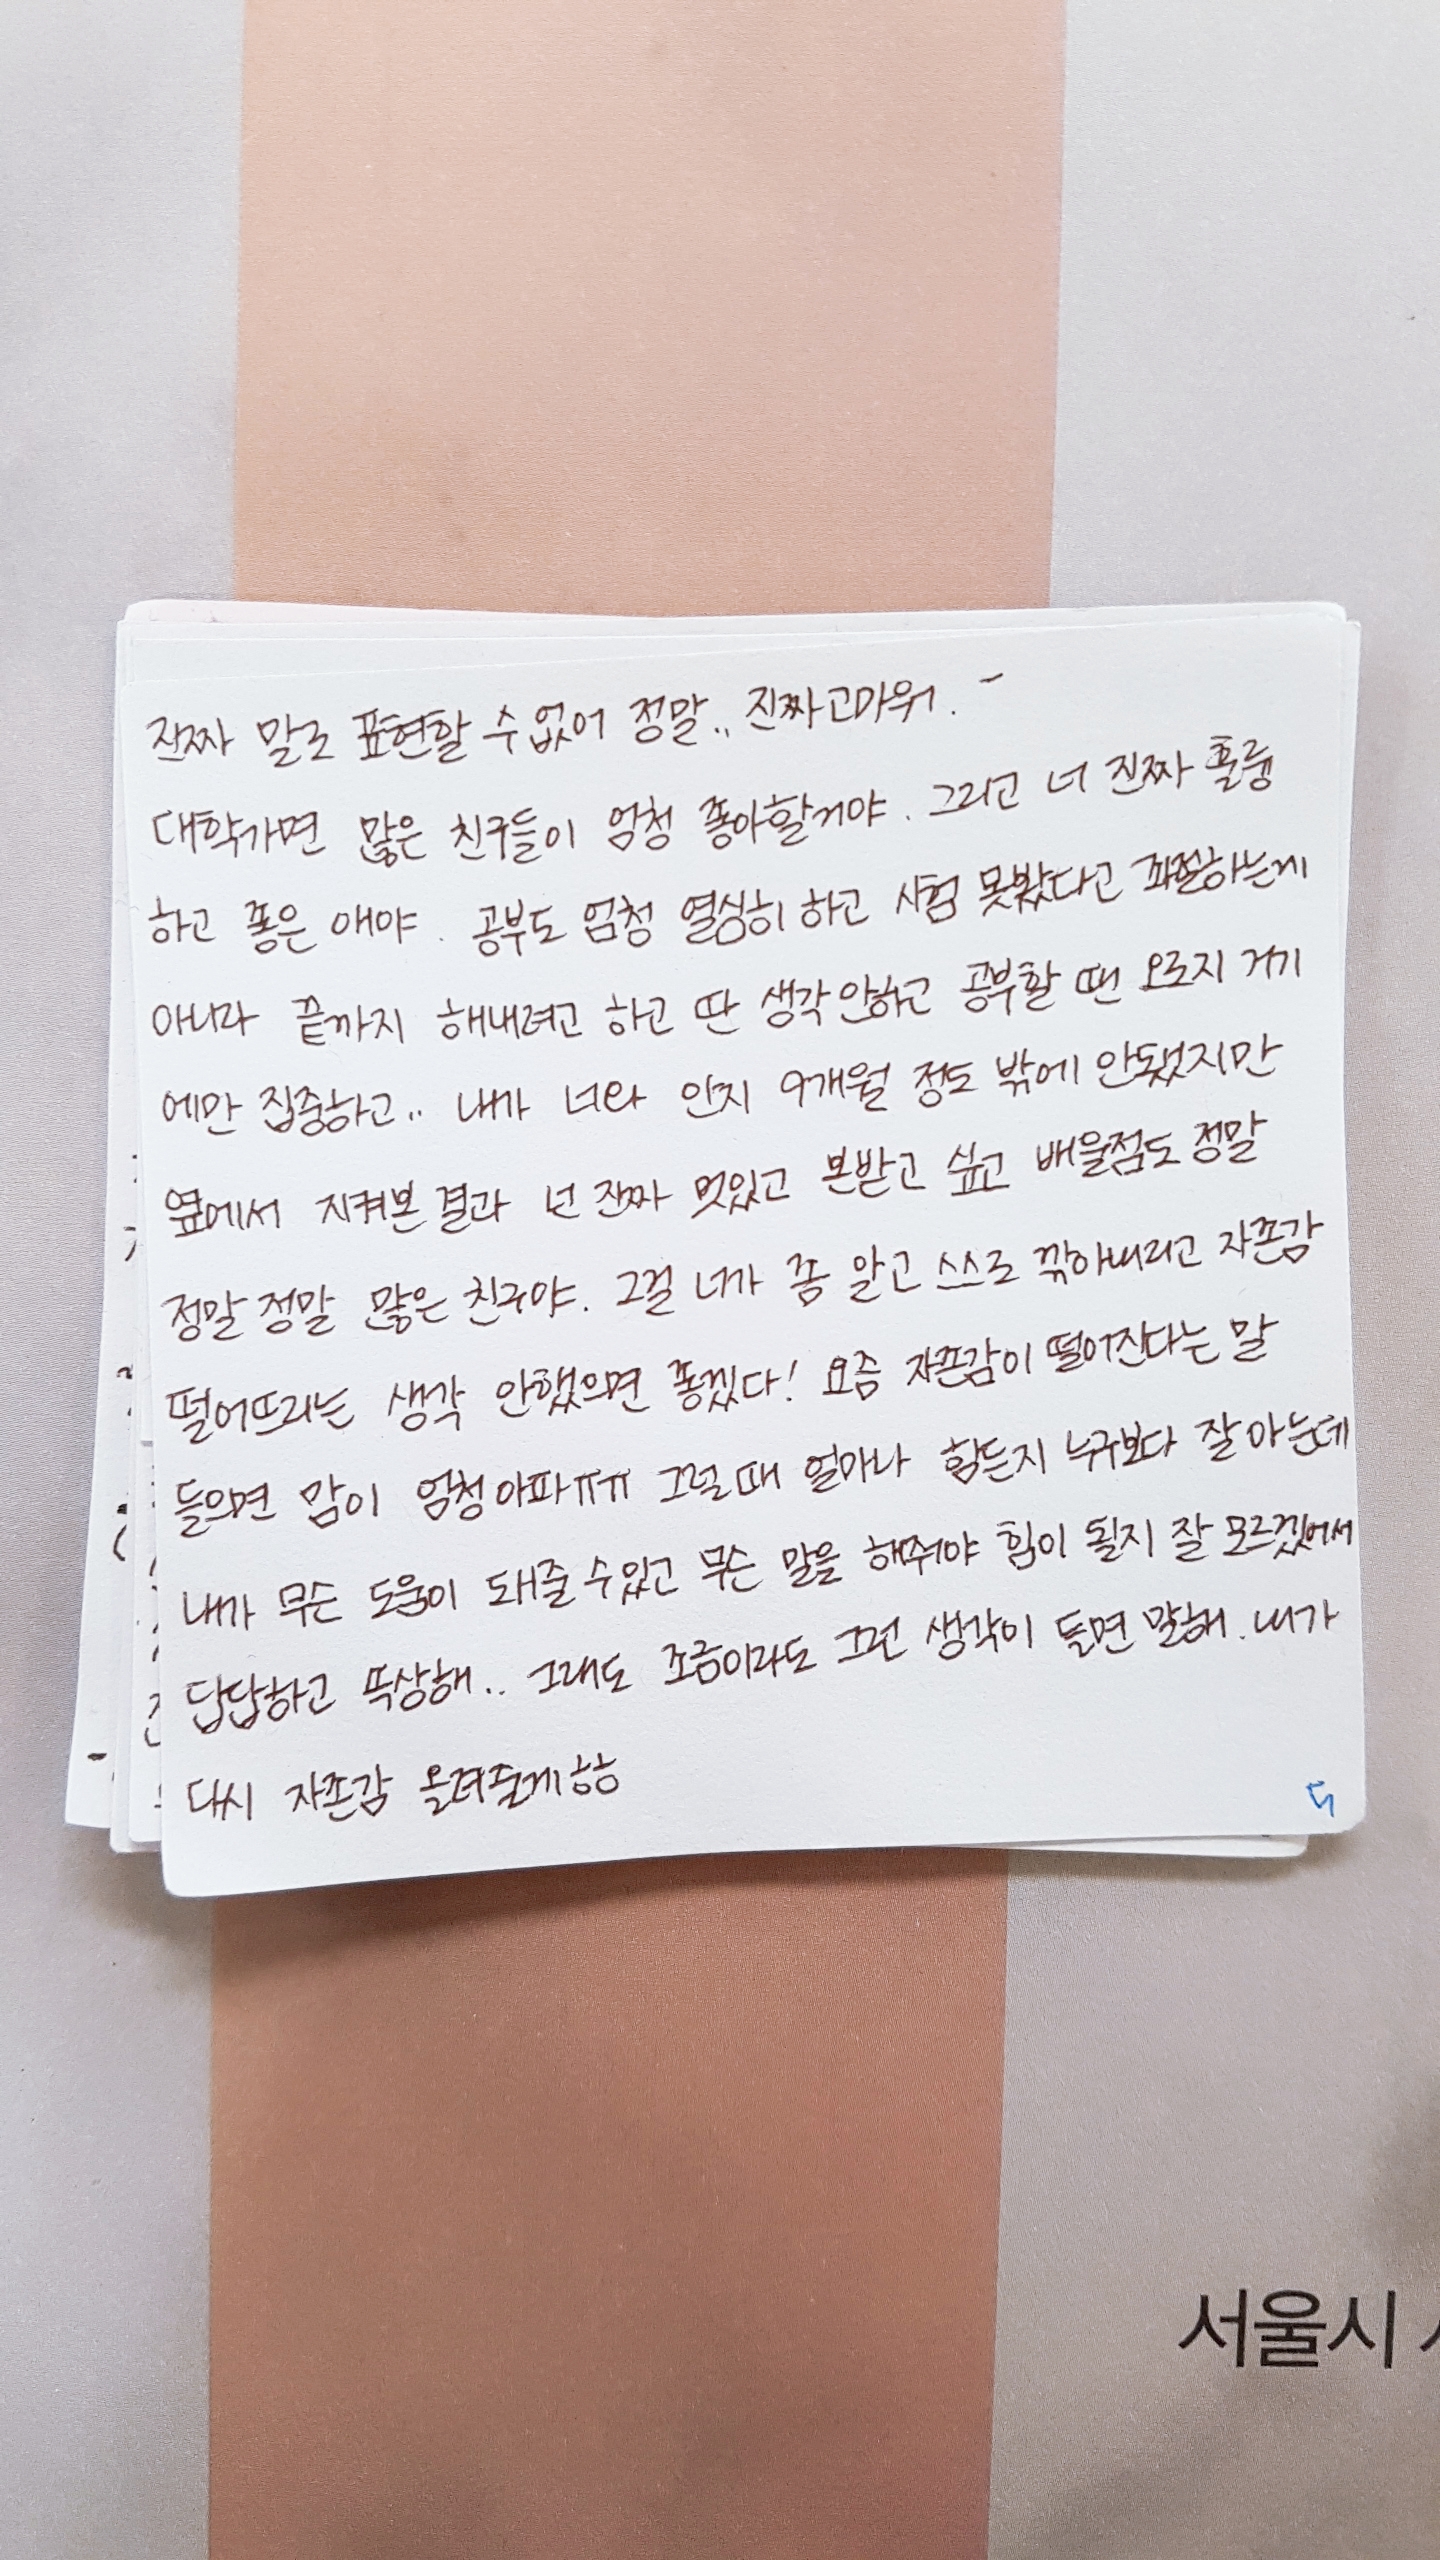 진짜 말로 표현할 수 없어 정말.. 진짜고마워.
대학가면 많은 친구들이 엄청 좋아할거야. 그리고 너 진짜 훌륭
하고 좋은 애야. 공부도 엄청 열심히 하고 시험 못봤다고 좌절하는게
아니라 끝까지 해내려고 하고 딴 생각안하고 공부할 땐 오로지 거기
에만 집중하고.. 내가 너와 안지 9개월 정도 밖에 안됐지만
옆에서 지켜본 결과 넌 진짜 멋있고 본받고 싶고 배울점도 정말
정말 정말 많은 친구야. 그걸 너가 좀 알고 스스로 깎아내리고 자존감
떨어뜨리는 생각 안했으면 좋겠다! 요즘 자존감이 떨어진다는 말
들으면 맘이 엄청아파ㅠㅠ 그럴때 얼마나 힘든지 누구보다 잘 아는데
내가 무슨 도움이 돼줄 수있고 무슨 말을 해줘야 힘이 될지 잘 모르겠어서
답답하고 뚝상해.. 그래도 조금이라도 그런 생각이 들면 말해. 내가
다시 자존감 올려줄게ㅎㅎ
서울시